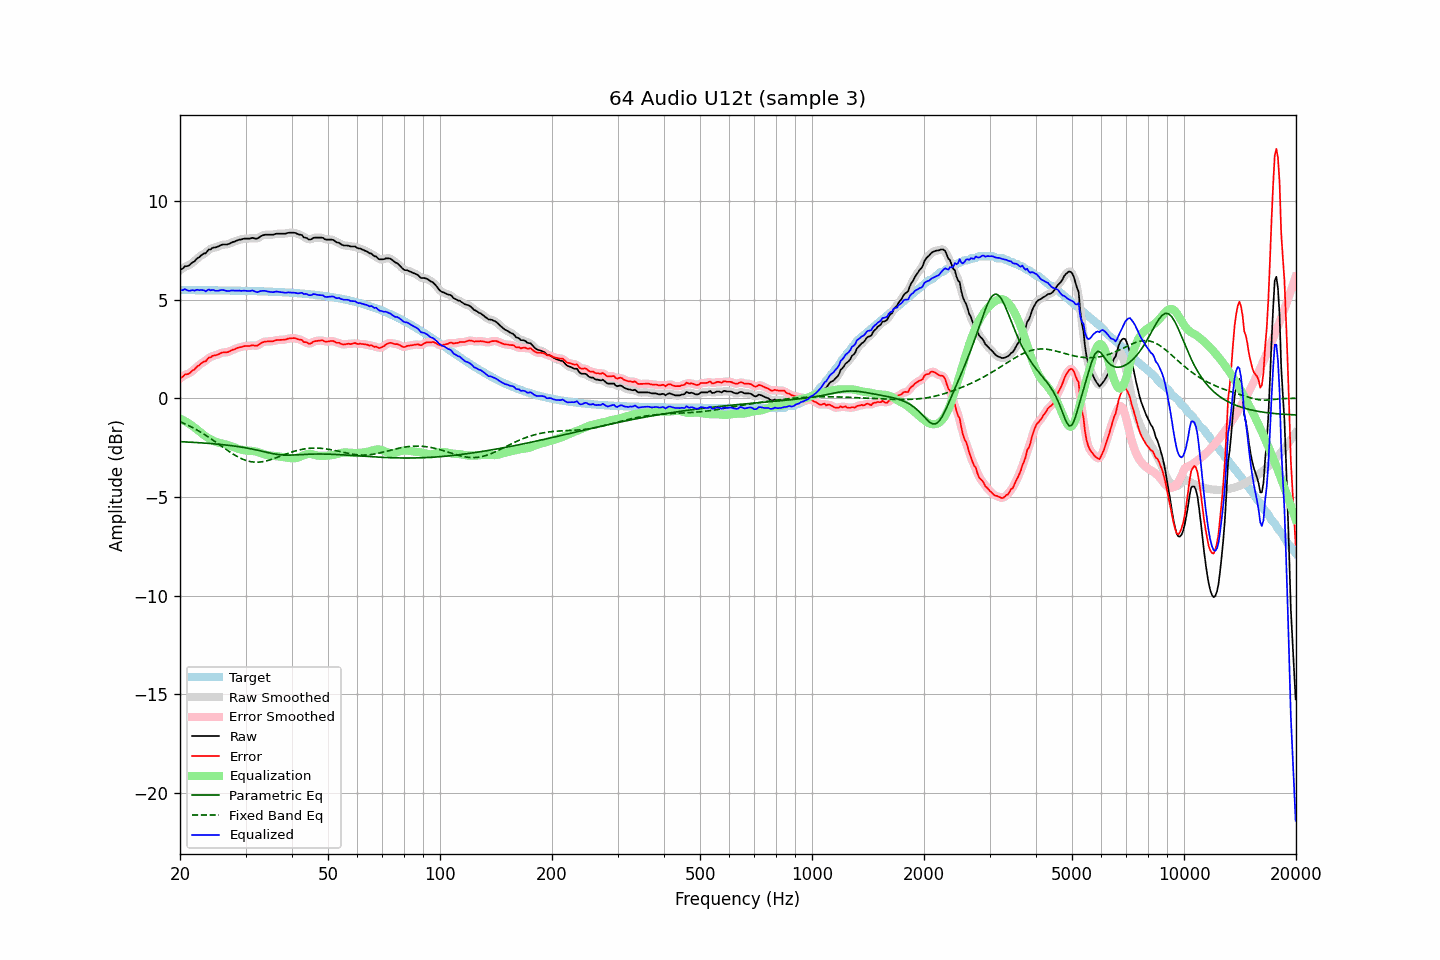 64 Audio U12t (sample 3)
Amplitude (dBr)
10
5
0
−5
−10
−15
−20
Target
Raw Smoothed
Error Smoothed
Raw
Error
Equalization
Parametric Eq
Fixed Band Eq
Equalized
20 50 100 200 500 1000 2000 5000 10000 20000
Frequency (Hz)